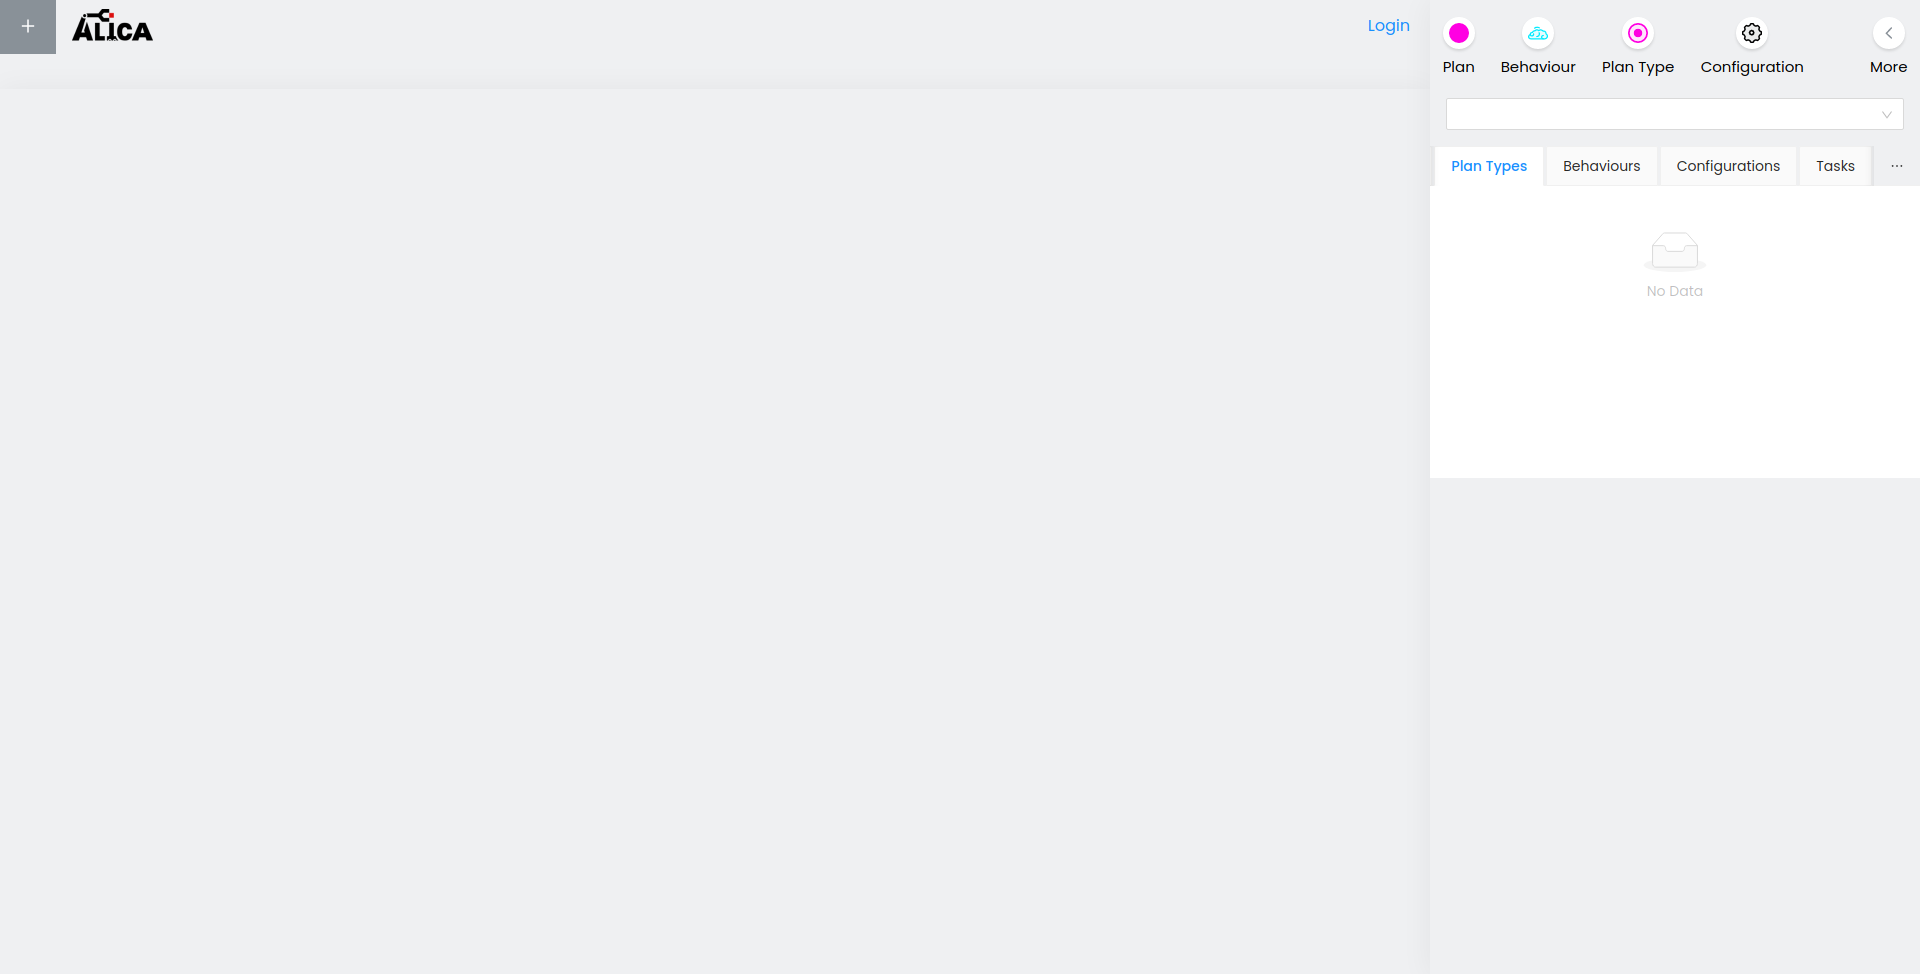 ALICA
Login
Plan
Behaviour
Plan Type
Configuration
More
Plan Types
Behaviours
Configurations
Tasks
No Data